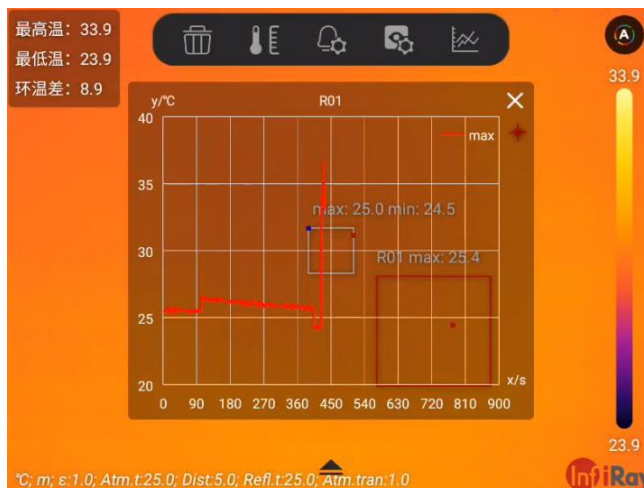 最高温：33.9
最低温：23.9
环温差：8.9
A
33.9
y/℃
R01
max
40
35
max: 25.0 min: 24.5
30
R01 max: 25.4
25
20
x/s
0 90 180 270 360 450 540 630 720 810 900
23.9
℃; m; ε:1.0; Atm.t:25.0; Dist:5.0; Refl.t:25.0; Atm.tran:1.0
InfiRay